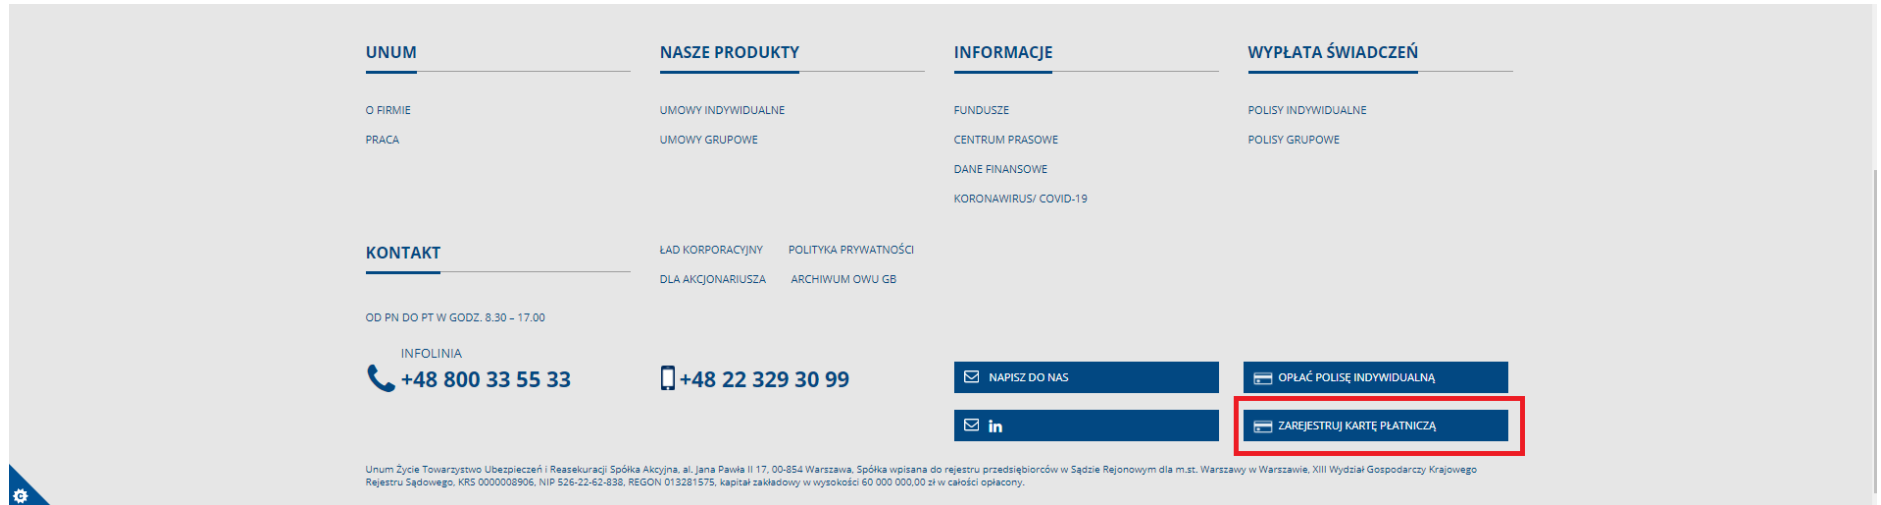 UNUM
O FIRMIE
PRACA
NASZE PRODUKTY
UMOWY INDYWIDUALNE
UMOWY GRUPOWE
INFORMACJE
FUNDUSZE
CENTRUM PRASOWE
DANE FINANSOWE
KORONAWIRUS/ COVID-19
WYPŁATA ŚWIADCZEŃ
POLISY INDYWIDUALNE
POLISY GRUPOWE
KONTAKT
ŁAD KORPORACYJNY POLITYKA PRYWATNOŚCI
DLA AKCJONARIUSZA ARCHIWUM OWU GB
OD PN DO PT W GODZ. 8.30 – 17.00
INFOLINIA
+48 800 33 55 33
+48 22 329 30 99
NAPISZ DO NAS
in
OPŁAĆ POLISĘ INDYWIDUALNĄ
ZAREJESTRUJ KARTĘ PŁATNICZĄ
Unum Życie Towarzystwo Ubezpieczeń i Reasekuracji Spółka Akcyjna, al. Jana Pawła II 17, 00-854 Warszawa, Spółka wpisana do rejestru przedsiębiorców w Sądzie Rejonowym dla m.st. Warszawy w Warszawie, XIII Wydział Gospodarczy Krajowego
Rejestru Sądowego, KRS 0000008906, NIP 526-22-62-838, REGON 013281575, kapitał zakładowy w wysokości 60 000 000,00 zł w całości opłacony.